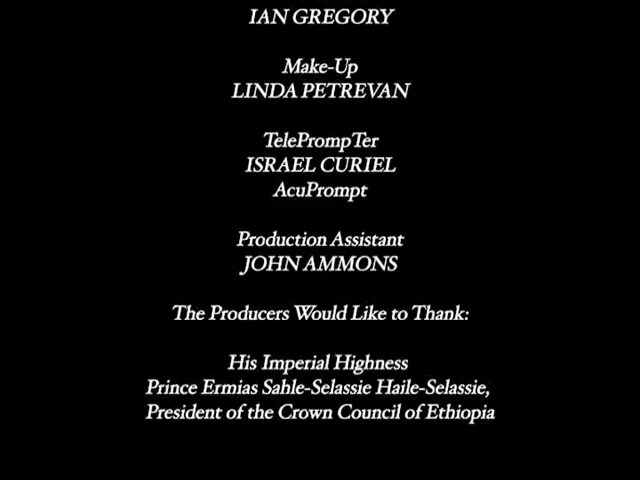 IAN GREGORY
Make-Up
LINDA PETREVAN
TelePrompTer
ISRAEL CURIEL
AcuPrompt
Production Assistant
JOHN AMMONS
The Producers Would Like to Thank:
His Imperial Highness
Prince Ermias Sahle-Selassie Haile-Selassie,
President of the Crown Council of Ethiopia